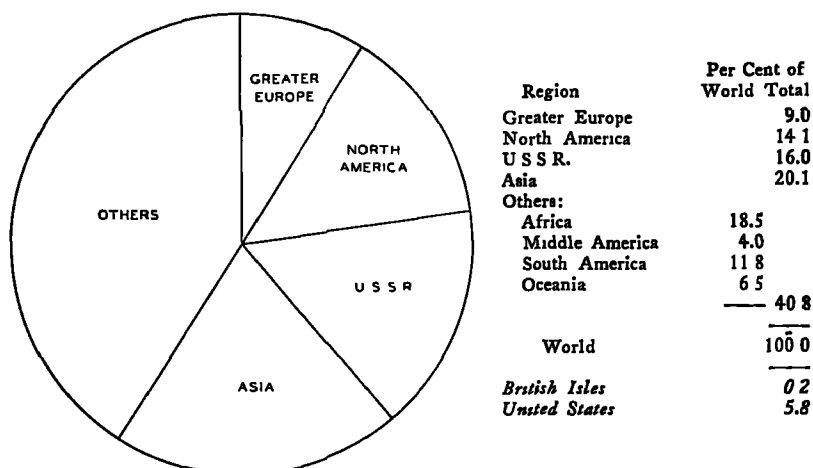 GREATER
EUROPE
NORTH
AMERICA
OTHERS
U S S R
ASIA
Per Cent of
Region World Total
Greater Europe 9.0
North America 14 1
U S S R. 16.0
Asia 20.1
Others:
Africa 18.5
Middle America 4.0
South America 11 8
Oceania 6 5
40 8
World 100 0
British Isles 0 2
United States 5.8